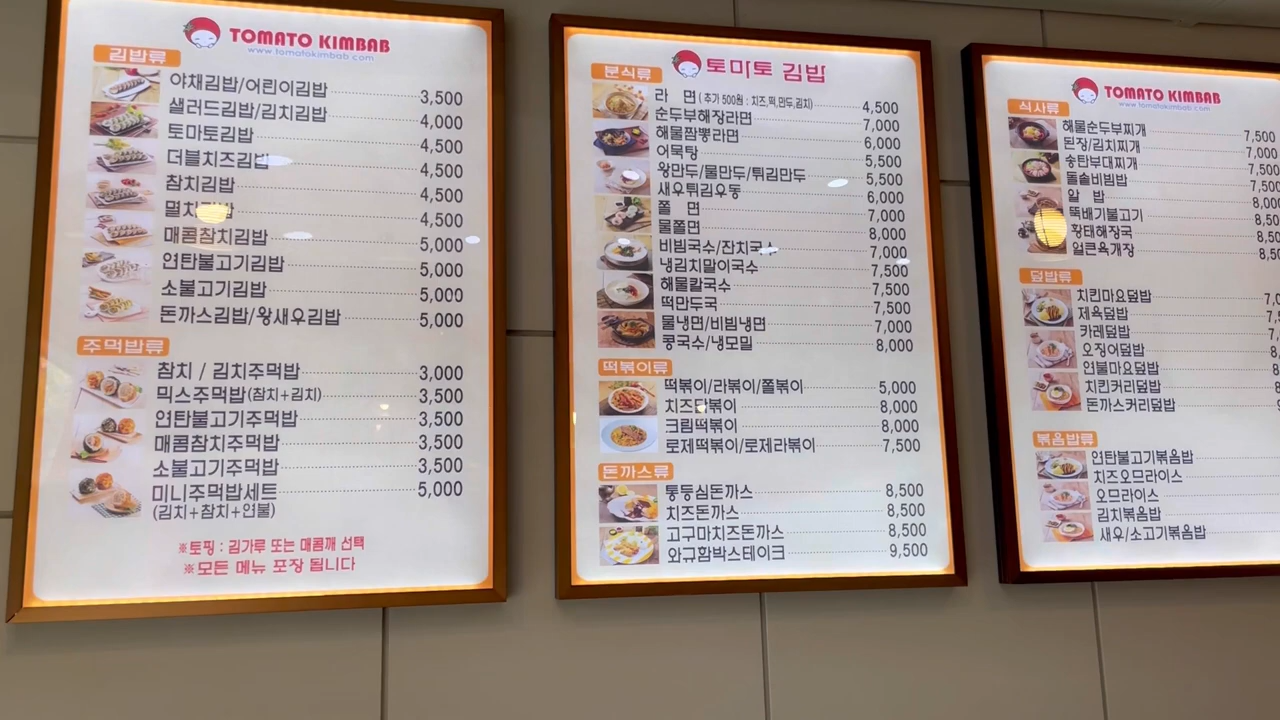 TOMATO KIMBAB
www.tomatokimbab.com
김밥류
야채김밥/어린이김밥 3,500
샐러드김밥/김치김밥 4,000
토마토김밥 4,500
더블치즈김밥 4,500
참치김밥 4,500
멸치김밥 4,500
매콤참치김밥 5,000
연탄불고기김밥 5,000
소불고기김밥 5,000
돈까스김밥/왕새우김밥 5,000
주먹밥류
참치 / 김치주먹밥 3,000
믹스주먹밥(참치+김치) 3,500
연탄불고기주먹밥 3,500
매콤참치주먹밥 3,500
소불고기주먹밥 3,500
미니주먹밥세트 5,000
(김치+참치+연불)
※토핑 : 김가루 또는 매콤깨 선택
※모든 메뉴 포장 됩니다
토마토 김밥
분식류
라 면 (추가 500원 : 치즈,떡,만두,김치) 4,500
순두부해장라면 7,000
해물짬뽕라면 6,000
어묵탕 5,500
왕만두/물만두/튀김만두 5,500
새우튀김우동 6,000
쫄 면 7,000
물쫄면 8,000
비빔국수/잔치국수 7,000
냉김치말이국수 7,500
해물칼국수 7,500
떡만두국 7,500
물냉면/비빔냉면 7,000
콩국수/냉모밀 8,000
떡볶이류
떡볶이/라볶이/쫄볶이 5,000
치즈떡볶이 8,000
크림떡볶이 8,000
로제떡볶이/로제라볶이 7,500
돈까스류
통등심돈까스 8,500
치즈돈까스 8,500
고구마치즈돈까스 8,500
와규함박스테이크 9,500
TOMATO KIMBAB
www.tomatokimbab.com
식사류
해물순두부찌개 7,500
된장/김치찌개 7,000
송탄부대찌개 7,500
돌솥비빔밥 7,500
알 밥 8,000
뚝배기불고기 8,50
황태해장국 8,50
얼큰육개장 8,50
덮밥류
치킨마요덮밥 7,
제육덮밥 7,
카레덮밥
오징어덮밥 8
연불마요덮밥 8
치킨커리덮밥
돈까스커리덮밥
볶음밥류
연탄불고기볶음밥
치즈오므라이스
오므라이스
김치볶음밥
새우/소고기볶음밥